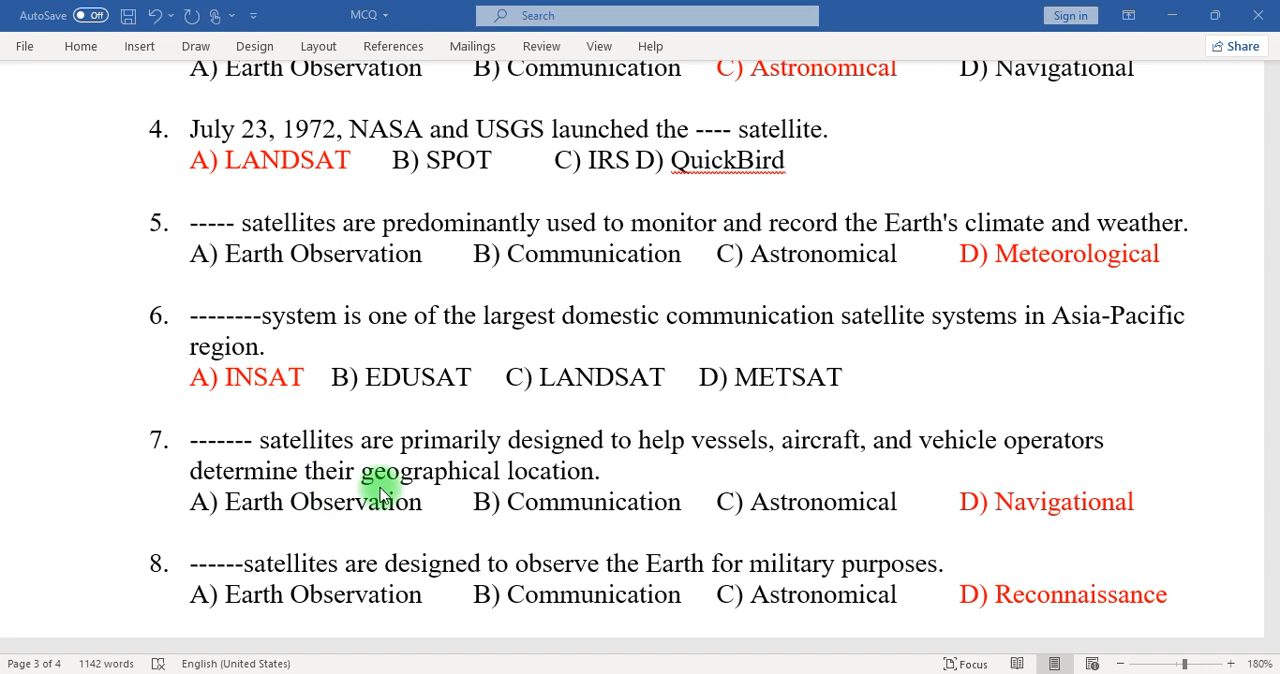 AutoSave Off MCQ Search Sign in
File Home Insert Draw Design Layout References Mailings Review View Help Share
A) Earth Observation B) Communication C) Astronomical D) Navigational
4. July 23, 1972, NASA and USGS launched the ---- satellite.
A) LANDSAT B) SPOT C) IRS D) QuickBird
5. ----- satellites are predominantly used to monitor and record the Earth's climate and weather.
A) Earth Observation B) Communication C) Astronomical D) Meteorological
6. --------system is one of the largest domestic communication satellite systems in Asia-Pacific
region.
A) INSAT B) EDUSAT C) LANDSAT D) METSAT
7. ------- satellites are primarily designed to help vessels, aircraft, and vehicle operators
determine their geographical location.
A) Earth Observation B) Communication C) Astronomical D) Navigational
8. ------satellites are designed to observe the Earth for military purposes.
A) Earth Observation B) Communication C) Astronomical D) Reconnaissance
Page 3 of 4 1142 words English (United States) Focus 180%